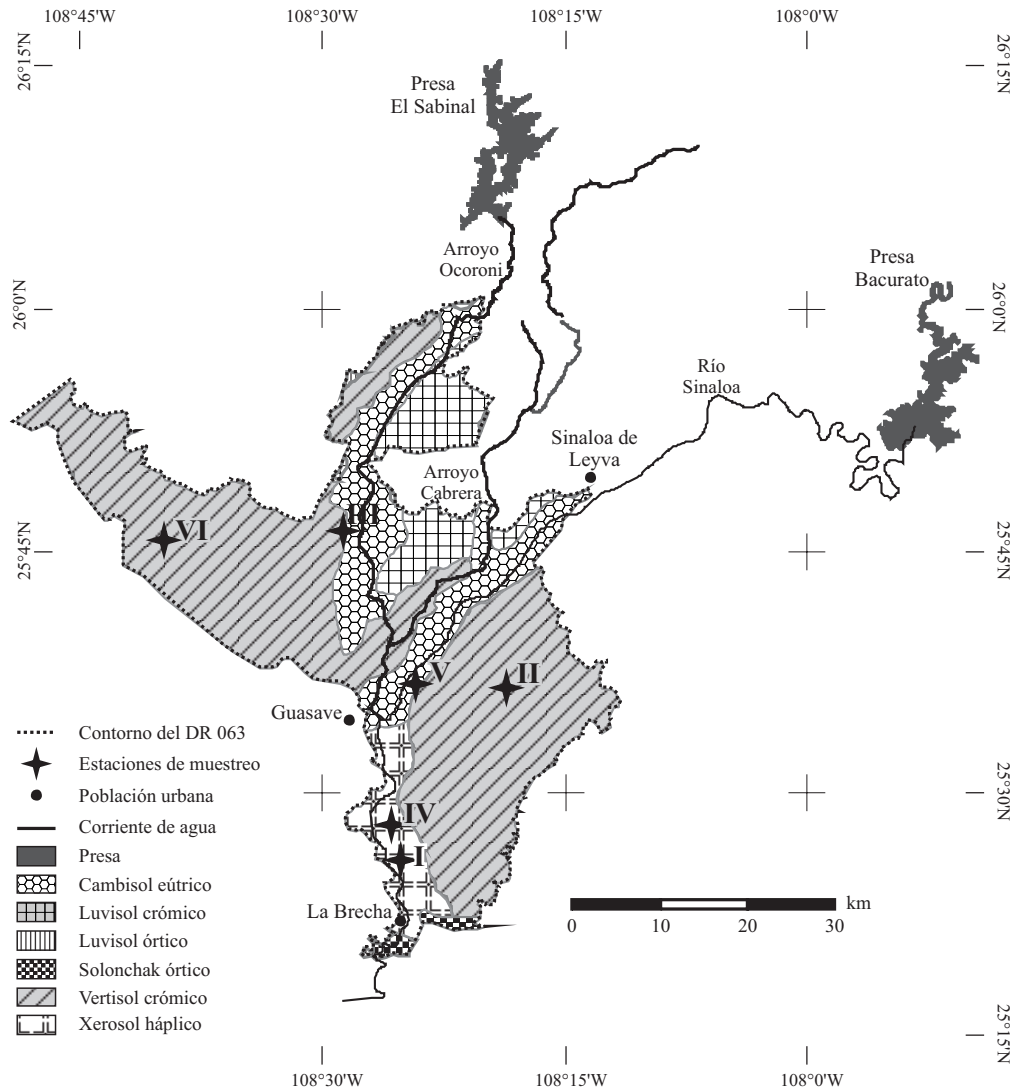 108°45'W
108°30'W
108°15'W
108°0'W
26°15'N
26°15'N
Presa
El Sabinal
Arroyo
Ocoroni
Presa
Bacurato
26°0'N
26°0'N
Río
Sinaloa
Sinaloa de
Leyva
Arroyo
Cabrera
III
VI
25°45'N
25°45'N
V
II
Guasave
Contorno del DR 063
Estaciones de muestreo
Población urbana
Corriente de agua
Presa
Cambisol eútrico
Luvisol crómico
Luvisol órtico
Solonchak órtico
Vertisol crómico
Xerosol háplico
25°30'N
IV
I
La Brecha
km
0
10
20
30
25°15'N
108°30'W
108°15'W
108°0'W